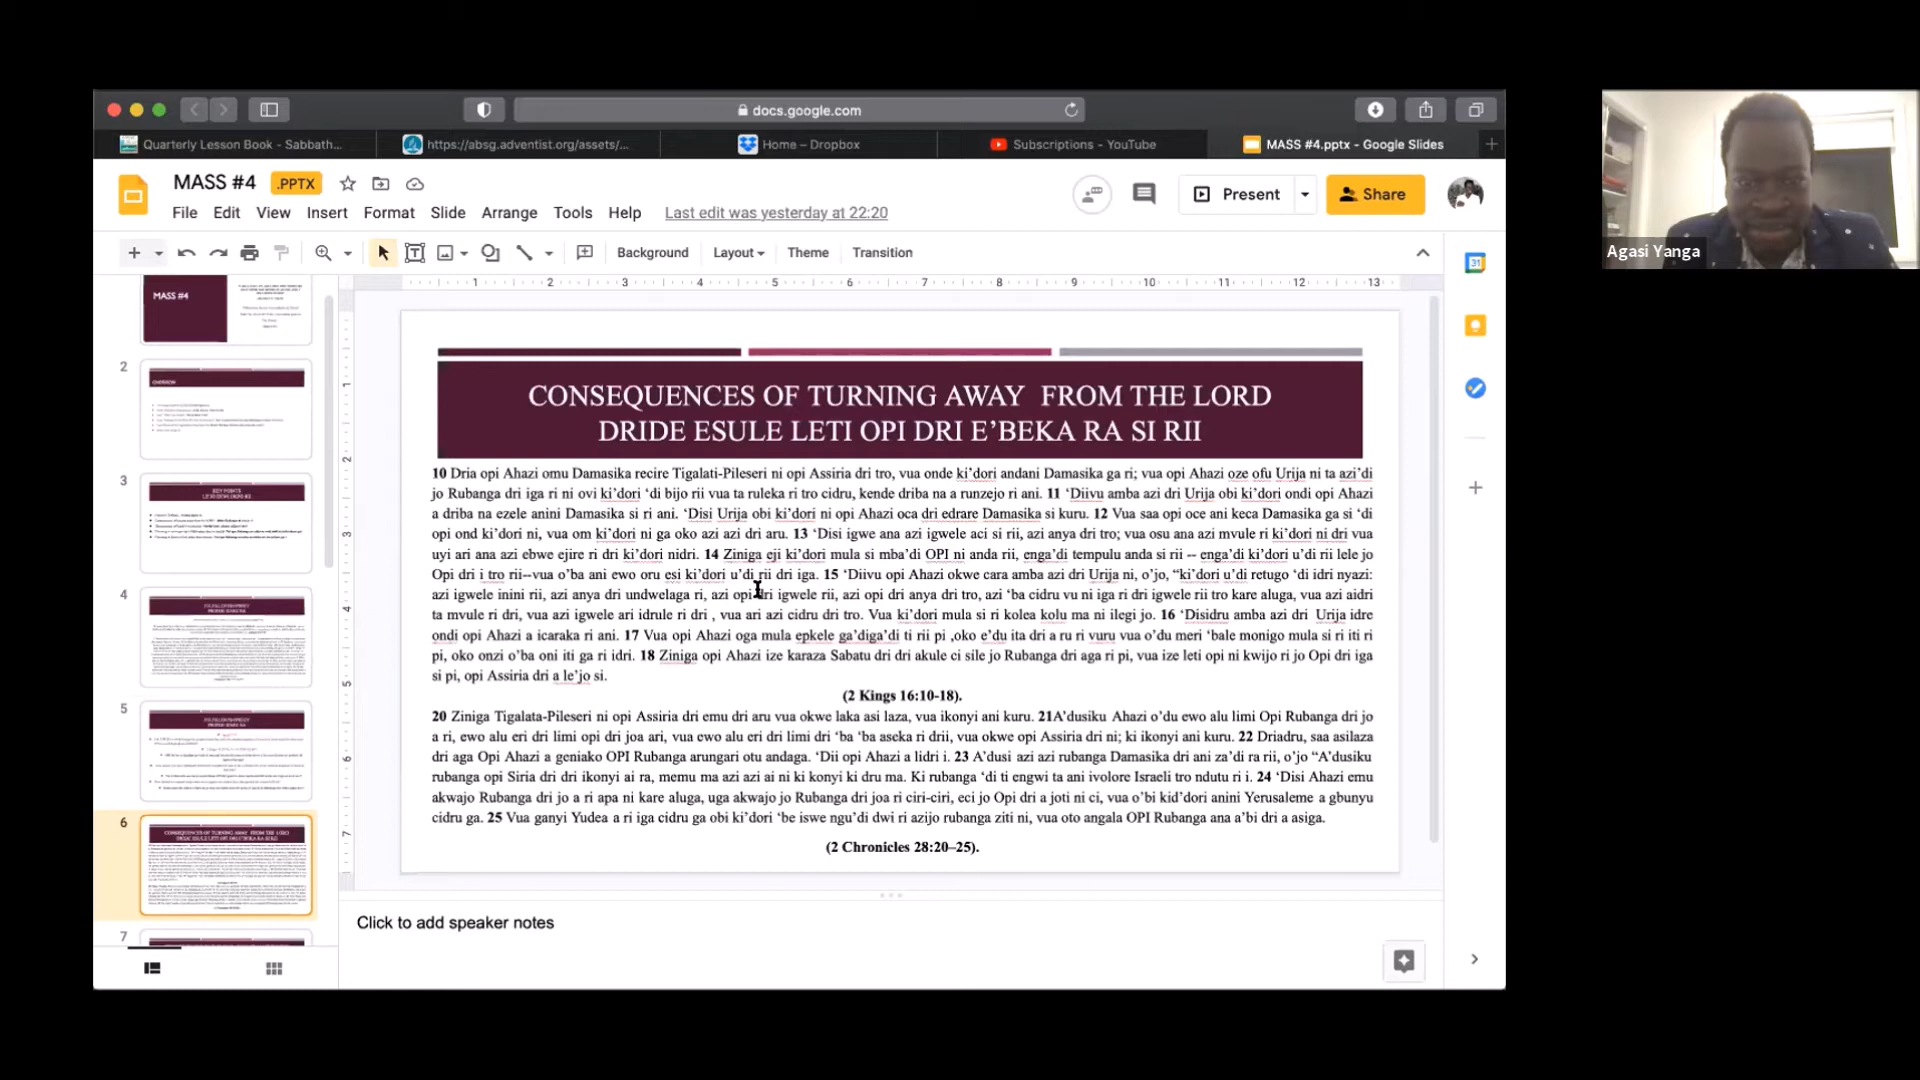 docs.google.com
Quarterly Lesson Book - Sabbath...
https://absg.adventist.org/assets/...
Home – Dropbox
Subscriptions - YouTube
MASS #4.pptx - Google Slides
MASS #4
.PPTX
Present
Share
File Edit View Insert Format Slide Arrange Tools Help Last edit was yesterday at 22:20
Background Layout Theme Transition
Agasi Yanga
31
1 2 3 4 5 6 7 8 9 10 11 12 13
MASS #4
2
3
4
5
6
7
1
2
3
4
5
6
7
CONSEQUENCES OF TURNING AWAY FROM THE LORD
DRIDE ESULE LETI OPI DRI E’BEKA RA SI RII
10 Dria opi Ahazi omu Damasika recire Tigalati-Pileseri ni opi Assiria dri tro, vua onde ki’dori andani Damasika ga ri; vua opi Ahazi oze ofu Urija ni ta azi’di
jo Rubanga dri iga ri ni ovi ki’dori ‘di bijo rii vua ta ruleka ri tro cidru, kende driba na a runzejo ri ani. 11 ‘Diivu amba azi dri Urija obi ki’dori ondi opi Ahazi
a driba na ezele anini Damasika si ri ani. ‘Disi Urija obi ki’dori ni opi Ahazi oca dri edrare Damasika si kuru. 12 Vua saa opi oce ani keca Damasika ga si ‘di
opi ond ki’dori ni, vua om ki’dori ni ga oko azi azi dri aru. 13 ‘Disi igwe ana azi igwele aci si rii, azi anya dri tro; vua osu ana azi mvule ri ki’dori ni dri vua
uyi ari ana azi ebwe ejire ri dri ki’dori nidri. 14 Ziniga eji ki’dori mula si mba’di OPI ni anda rii, enga’di tempulu anda si rii -- enga’di ki’dori u’di rii lele jo
Opi dri i tro rii--vua o’ba ani ewo oru esi ki’dori u’di rii dri iga. 15 ‘Diivu opi Ahazi okwe cara amba azi dri Urija ni, o’jo, “ki’dori u’di retugo ‘di idri nyazi:
azi igwele inini rii, azi anya dri undwelaga ri, azi opi dri igwele rii, azi opi dri anya dri tro, azi ‘ba cidru vu ni iga ri dri igwele rii tro kare aluga, vua azi aidri
ta mvule ri dri, vua azi igwele ari idrule ri dri , vua ari azi cidru dri tro. Vua ki’dori mula si ri kolea kolu ma ni ilegi jo. 16 ‘Disidru amba azi dri Urija idre
ondi opi Ahazi a icaraka ri ani. 17 Vua opi Ahazi oga mula epkele ga’diga’di ti rii pi ,oko e’du ita dri a ru ri vuru vua o’du meri ‘bale monigo mula si ri iti ri
pi, oko onzi o’ba oni iti ga ri idri. 18 Ziniga opi Ahazi ize karaza Sabatu dri dri akule ci sile jo Rubanga dri aga ri pi, vua ize leti opi ni kwijo ri jo Opi dri iga
si pi, opi Assiria dri a le’jo si.
(2 Kings 16:10-18).
20 Ziniga Tigalata-Pileseri ni opi Assiria dri emu dri aru vua okwe laka asi laza, vua ikonyi ani kuru. 21A’dusiku Ahazi o’du ewo alu limi Opi Rubanga dri jo
a ri, ewo alu eri dri limi opi dri joa ari, vua ewo alu eri dri limi dri ‘ba ‘ba aseka ri drii, vua okwe opi Assiria dri ni; ki ikonyi ani kuru. 22 Driadru, saa asilaza
dri aga Opi Ahazi a geniako OPI Rubanga arungari otu andaga. ‘Dii opi Ahazi a lidri i. 23 A’dusi azi azi rubanga Damasika dri ani za’di ra rii, o’jo “A’dusiku
rubanga opi Siria dri dri ikonyi ai ra, memu ma azi azi ai ni ki konyi ki dru ma. Ki rubanga ‘di ti engwi ta ani ivolore Israeli tro ndutu ri i. 24 ‘Disi Ahazi emu
akwajo Rubanga dri jo a ri apa ni kare aluga, uga akwajo jo Rubanga dri joa ri ciri-ciri, eci jo Opi dri a joti ni ci, vua o’bi kid’dori anini Yerusaleme a gbunyu
cidru ga. 25 Vua ganyi Yudea a ri iga cidru ga obi ki’dori ‘be iswe ngu’di dwi ri azijo rubanga ziti ni, vua oto angala OPI Rubanga ana a’bi dri a asiga.
(2 Chronicles 28:20–25).
Click to add speaker notes